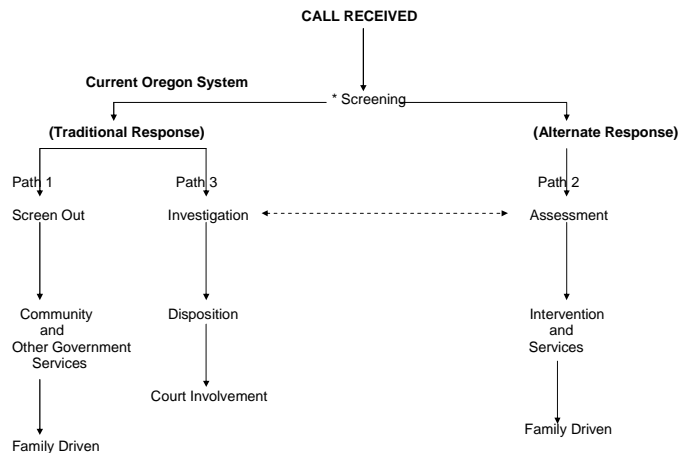 CALL RECEIVED
Current Oregon System
* Screening
(Traditional Response)
(Alternate Response)
Path 1
Path 3
Path 2
Screen Out
Investigation
Assessment
Community
and
Other Government
Services
Disposition
Intervention
and
Services
Court Involvement
Family Driven
Family Driven